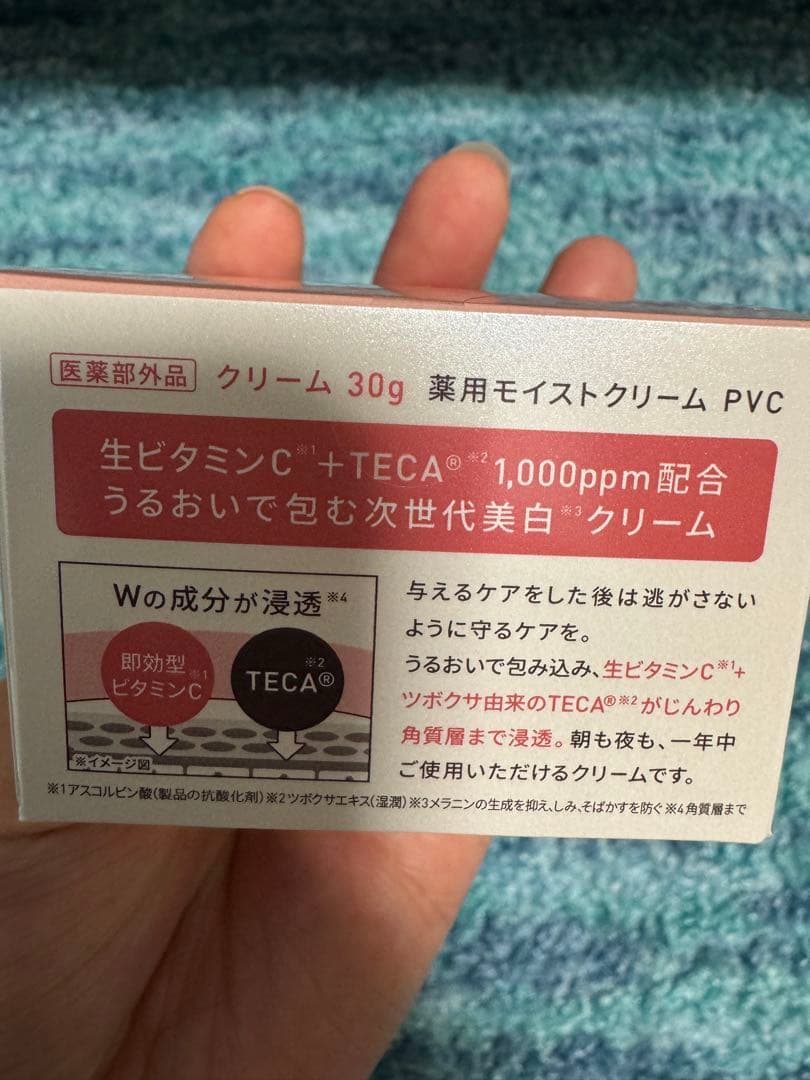 医薬部外品 クリーム 30g 薬用モイストクリーム PVC
生ビタミンC※1+TECA®※2 1,000ppm配合
うるおいで包む次世代美白※3クリーム
Wの成分が浸透※4
即効型
ビタミンC※1
TECA®※2
※イメージ図
与えるケアをした後は逃がさない
ように守るケアを。
うるおいで包み込み、生ビタミンC※1+
ツボクサ由来のTECA®※2がじんわり
角質層まで浸透。朝も夜も、一年中
ご使用いただけるクリームです。
※1アスコルビン酸(製品の抗酸化剤)※2ツボクサエキス(湿潤)※3メラニンの生成を抑え、しみ、そばかすを防ぐ※4角質層まで